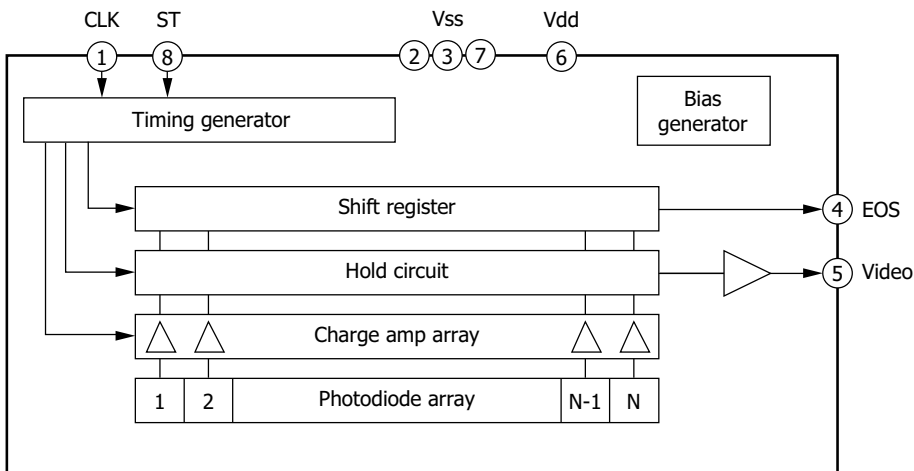 CLK ST Vss Vdd
1 8 2 3 7 6
Timing generator
Bias
generator
Shift register
4 EOS
Hold circuit
5 Video
Charge amp array
1 2 Photodiode array N-1 N